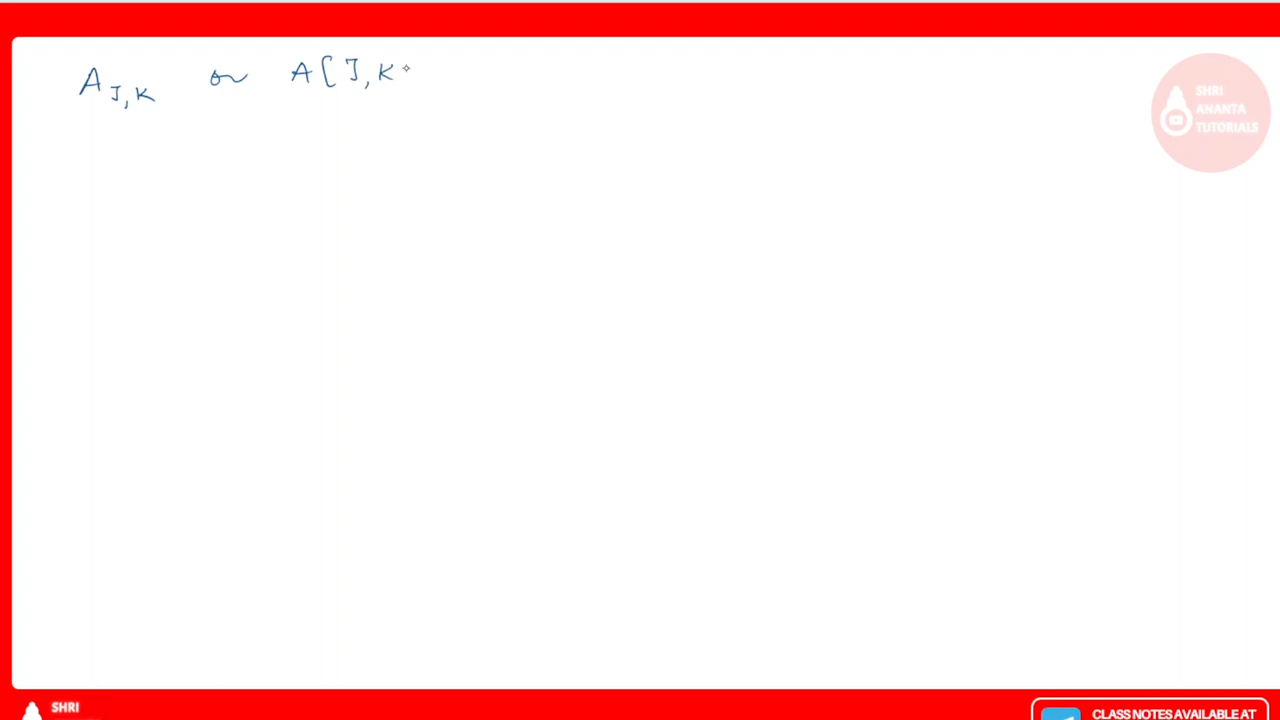 A J,K or A[J,K
SHRI
ANANTA
TUTORIALS
SHRI
CLASS NOTES AVAILABLE AT